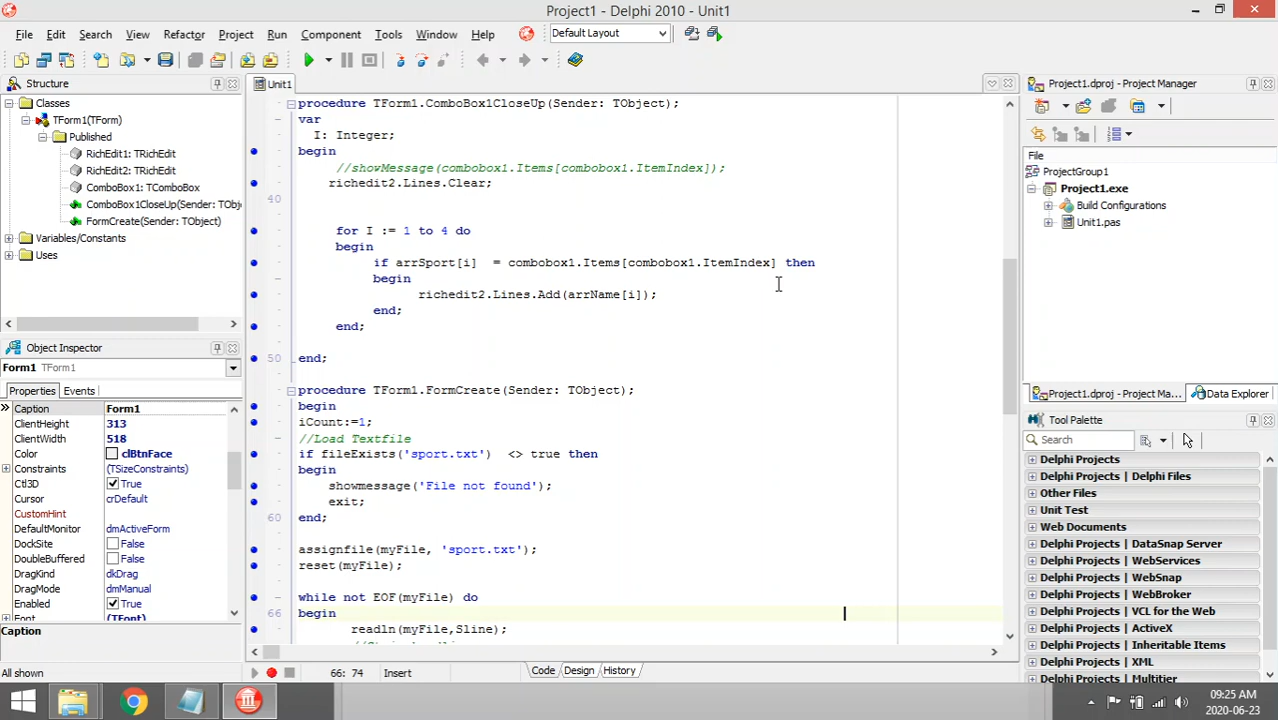 Project1 - Delphi 2010 - Unit1
File Edit Search View Refactor Project Run Component Tools Window Help Default Layout
Structure
Classes
TForm1(TForm)
Published
RichEdit1: TRichEdit
RichEdit2: TRichEdit
ComboBox1: TComboBox
ComboBox1CloseUp(Sender: TObj
FormCreate(Sender: TObject)
Variables/Constants
Uses
Object Inspector
Form1 TForm1
Properties Events
Caption Form1
ClientHeight 313
ClientWidth 518
Color clBtnFace
Constraints (TSizeConstraints)
Ctl3D True
Cursor crDefault
CustomHint
DefaultMonitor dmActiveForm
DockSite False
DoubleBuffered False
DragKind dkDrag
DragMode dmManual
Enabled True
Font (TFont)
Caption
All shown
Unit1
procedure TForm1.ComboBox1CloseUp(Sender: TObject);
var
I: Integer;
begin
//showMessage(combobox1.Items[combobox1.ItemIndex]);
richedit2.Lines.Clear;
40
for I := 1 to 4 do
begin
if arrSport[i] = combobox1.Items[combobox1.ItemIndex] then
begin
richedit2.Lines.Add(arrName[i]);
end;
end;
50 end;
procedure TForm1.FormCreate(Sender: TObject);
begin
iCount:=1;
//Load Textfile
if fileExists('sport.txt') <> true then
begin
showmessage('File not found');
exit;
60 end;
assignfile(myFile, 'sport.txt');
reset(myFile);
while not EOF(myFile) do
66 begin
readln(myFile,Sline);
66: 74 Insert
Code Design History
Project1.dproj - Project Manager
File
ProjectGroup1
Project1.exe
Build Configurations
Unit1.pas
Project1.dproj - Project Ma... Data Explorer
Tool Palette
Search
Delphi Projects
Delphi Projects | Delphi Files
Other Files
Unit Test
Web Documents
Delphi Projects | DataSnap Server
Delphi Projects | WebServices
Delphi Projects | WebSnap
Delphi Projects | WebBroker
Delphi Projects | VCL for the Web
Delphi Projects | ActiveX
Delphi Projects | Inheritable Items
Delphi Projects | XML
Delphi Projects | Multitier
09:25 AM
2020-06-23